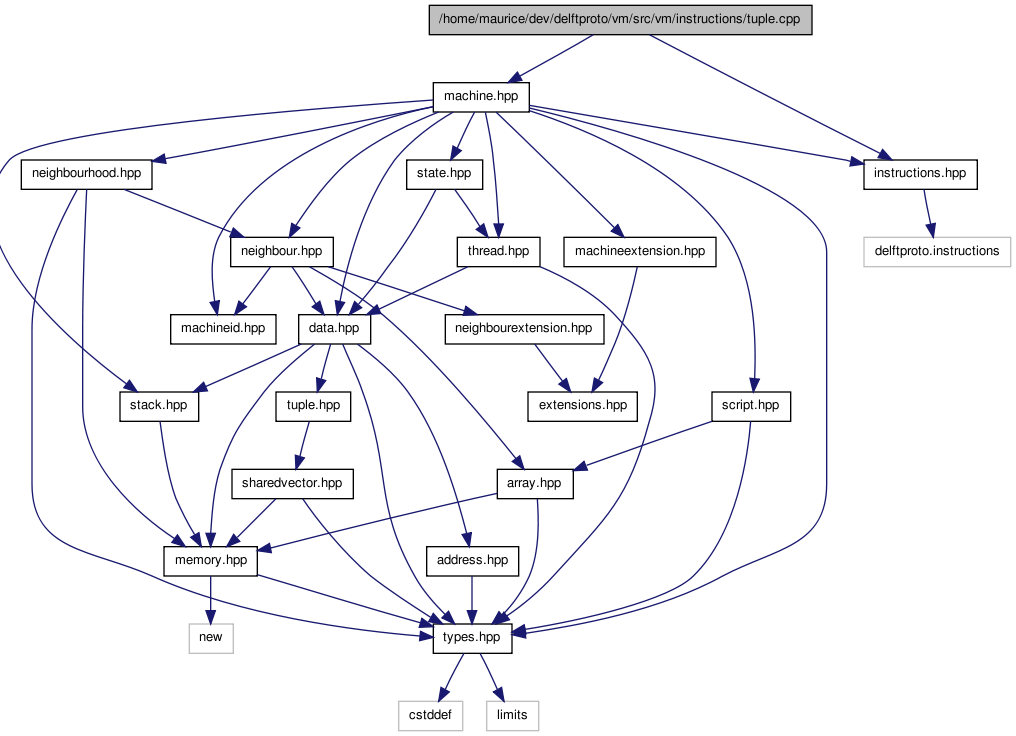 /home/maurice/dev/delftproto/vm/src/vm/instructions/tuple.cpp
machine.hpp
neighbourhood.hpp
state.hpp
instructions.hpp
neighbour.hpp
thread.hpp
machineextension.hpp
delftproto.instructions
machineid.hpp
data.hpp
neighbourextension.hpp
stack.hpp
tuple.hpp
extensions.hpp
script.hpp
sharedvector.hpp
array.hpp
memory.hpp
address.hpp
new
types.hpp
cstddef
limits